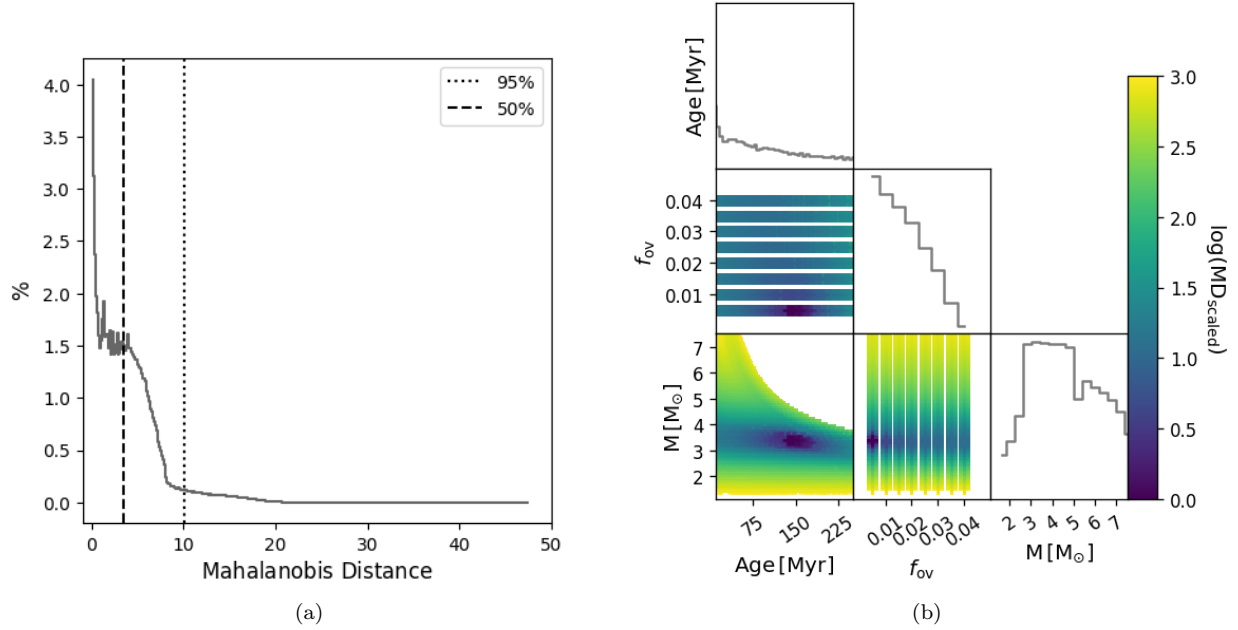 4.0
3.5
3.0
2.5
2.0
1.5
1.0
0.5
0.0
%
0 10 20 30 40 50
Mahalanobis Distance
95%
50%
(a)
Age [Myr]
f_ov
0.04
0.03
0.02
0.01
M [M_⊙]
7
6
5
4
3
2
75 150 225
Age [Myr]
0.01 0.02 0.03 0.04
f_ov
2 3 4 5 6 7
M [M_⊙]
3.0
2.5
2.0
1.5
1.0
0.5
0.0
log(MD_scaled)
(b)